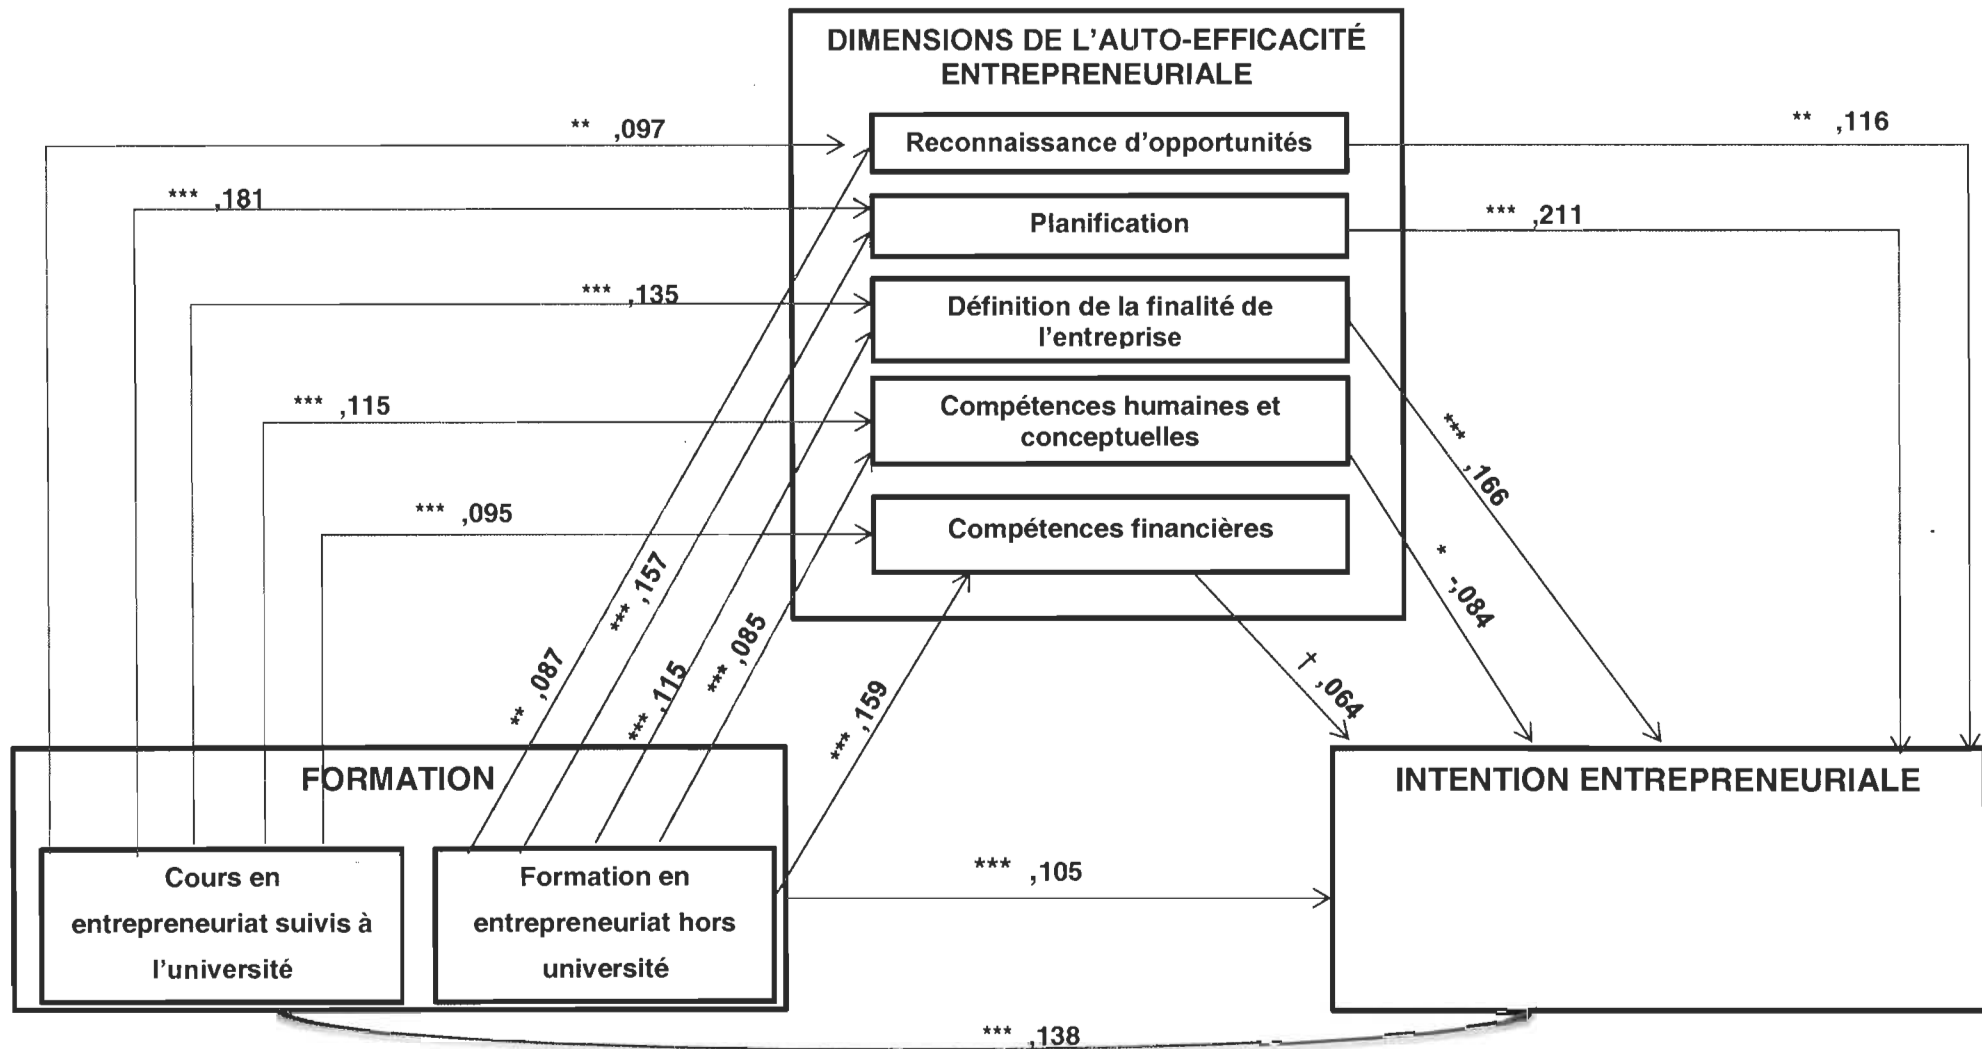 DIMENSIONS DE L'AUTO-EFFICACITÉ
ENTREPRENEURIALE
** ,097
Reconnaissance d'opportunités
** ,116
*** ,181
Planification
*** ,211
*** ,135
Définition de la finalité de
l'entreprise
*** ,115
Compétences humaines et
conceptuelles
*** ,166
*** ,095
Compétences financières
* -,084
** ,087
*** ,157
*** ,115
*** ,085
*** ,159
† ,064
FORMATION
INTENTION ENTREPRENEURIALE
Cours en
entrepreneuriat suivis à
l'université
Formation en
entrepreneuriat hors
université
*** ,105
*** ,138